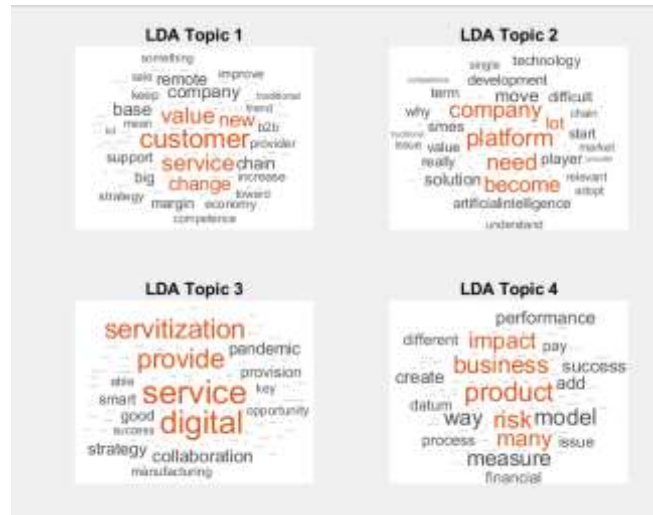 LDA Topic 1
something
said remote improve
keep company traditional
base value new trend
lot mean b2b
customer provider
support service chain
big change increase
strategy margin economy toward
competence
LDA Topic 2
single technology
development
term move difficult
why company lot chain
smes platform start
issue value market
really need player
solution become relevant
adopt
artificialintelligence
understand
LDA Topic 3
servitization
provide pandemic
able provision
smart service key
good digital opportunity
success
strategy collaboration
manufacturing
LDA Topic 4
performance
different impact pay
business success
create product add
datum
way risk model
process many issue
measure
financial